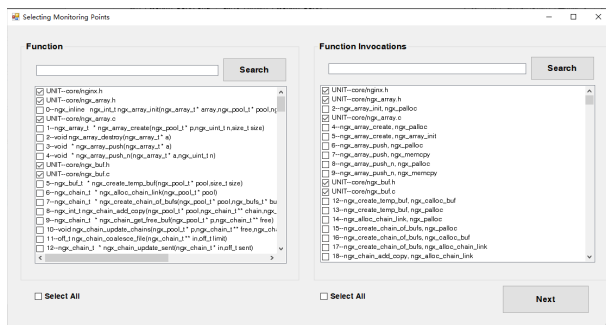 Selecting Monitoring Points
Function
Search
UNIT--core/nginx.h
UNIT--core/ngx_array.h
0--ngx_inline ngx_int_t ngx_array_init(ngx_array_t* array,ngx_pool_t* pool,ng
UNIT--core/ngx_array.c
1--ngx_array_t * ngx_array_create(ngx_pool_t* p,ngx_uint_t n,size_t size)
2--void ngx_array_destroy(ngx_array_t* a)
3--void * ngx_array_push(ngx_array_t* a)
4--void * ngx_array_push_n(ngx_array_t* a,ngx_uint_t n)
UNIT--core/ngx_buf.h
UNIT--core/ngx_buf.c
5--ngx_buf_t * ngx_create_temp_buf(ngx_pool_t* pool,size_t size)
6--ngx_chain_t * ngx_alloc_chain_link(ngx_pool_t* pool)
7--ngx_chain_t * ngx_create_chain_of_bufs(ngx_pool_t* pool,ngx_bufs_t* bu
8--ngx_int_t ngx_chain_add_copy(ngx_pool_t* pool,ngx_chain_t** chain,ngx_
9--ngx_chain_t * ngx_chain_get_free_buf(ngx_pool_t* p,ngx_chain_t** free)
10--void ngx_chain_update_chains(ngx_pool_t* p,ngx_chain_t** free,ngx_ch
11--off_t ngx_chain_coalesce_file(ngx_chain_t** in,off_t limit)
12--ngx_chain_t * ngx_chain_update_sent(ngx_chain_t* in,off_t sent)
Select All
Function Invocations
Search
UNIT--core/nginx.h
UNIT--core/ngx_array.h
2--ngx_array_init, ngx_palloc
UNIT--core/ngx_array.c
4--ngx_array_create, ngx_palloc
5--ngx_array_create, ngx_array_init
6--ngx_array_push, ngx_palloc
7--ngx_array_push, ngx_memcpy
8--ngx_array_push_n, ngx_palloc
9--ngx_array_push_n, ngx_memcpy
UNIT--core/ngx_buf.h
UNIT--core/ngx_buf.c
12--ngx_create_temp_buf, ngx_calloc_buf
13--ngx_create_temp_buf, ngx_palloc
14--ngx_alloc_chain_link, ngx_palloc
15--ngx_create_chain_of_bufs, ngx_palloc
16--ngx_create_chain_of_bufs, ngx_calloc_buf
17--ngx_create_chain_of_bufs, ngx_alloc_chain_link
18--ngx_chain_add_copy, ngx_alloc_chain_link
Select All
Next